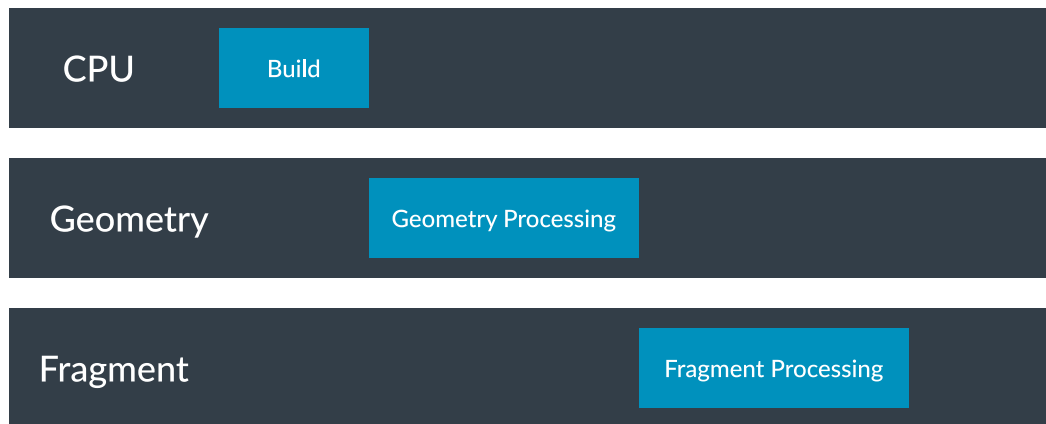 CPU
Build
Geometry
Geometry Processing
Fragment
Fragment Processing